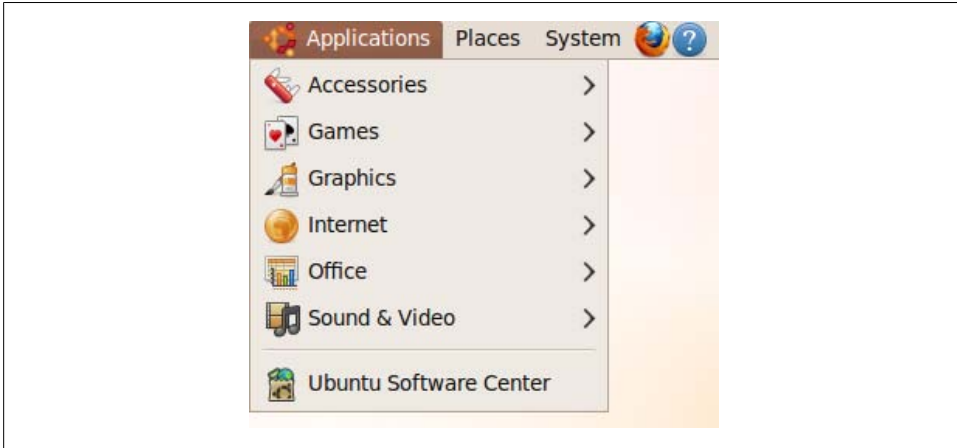 Applications Places System
Accessories
Games
Graphics
Internet
Office
Sound & Video
Ubuntu Software Center